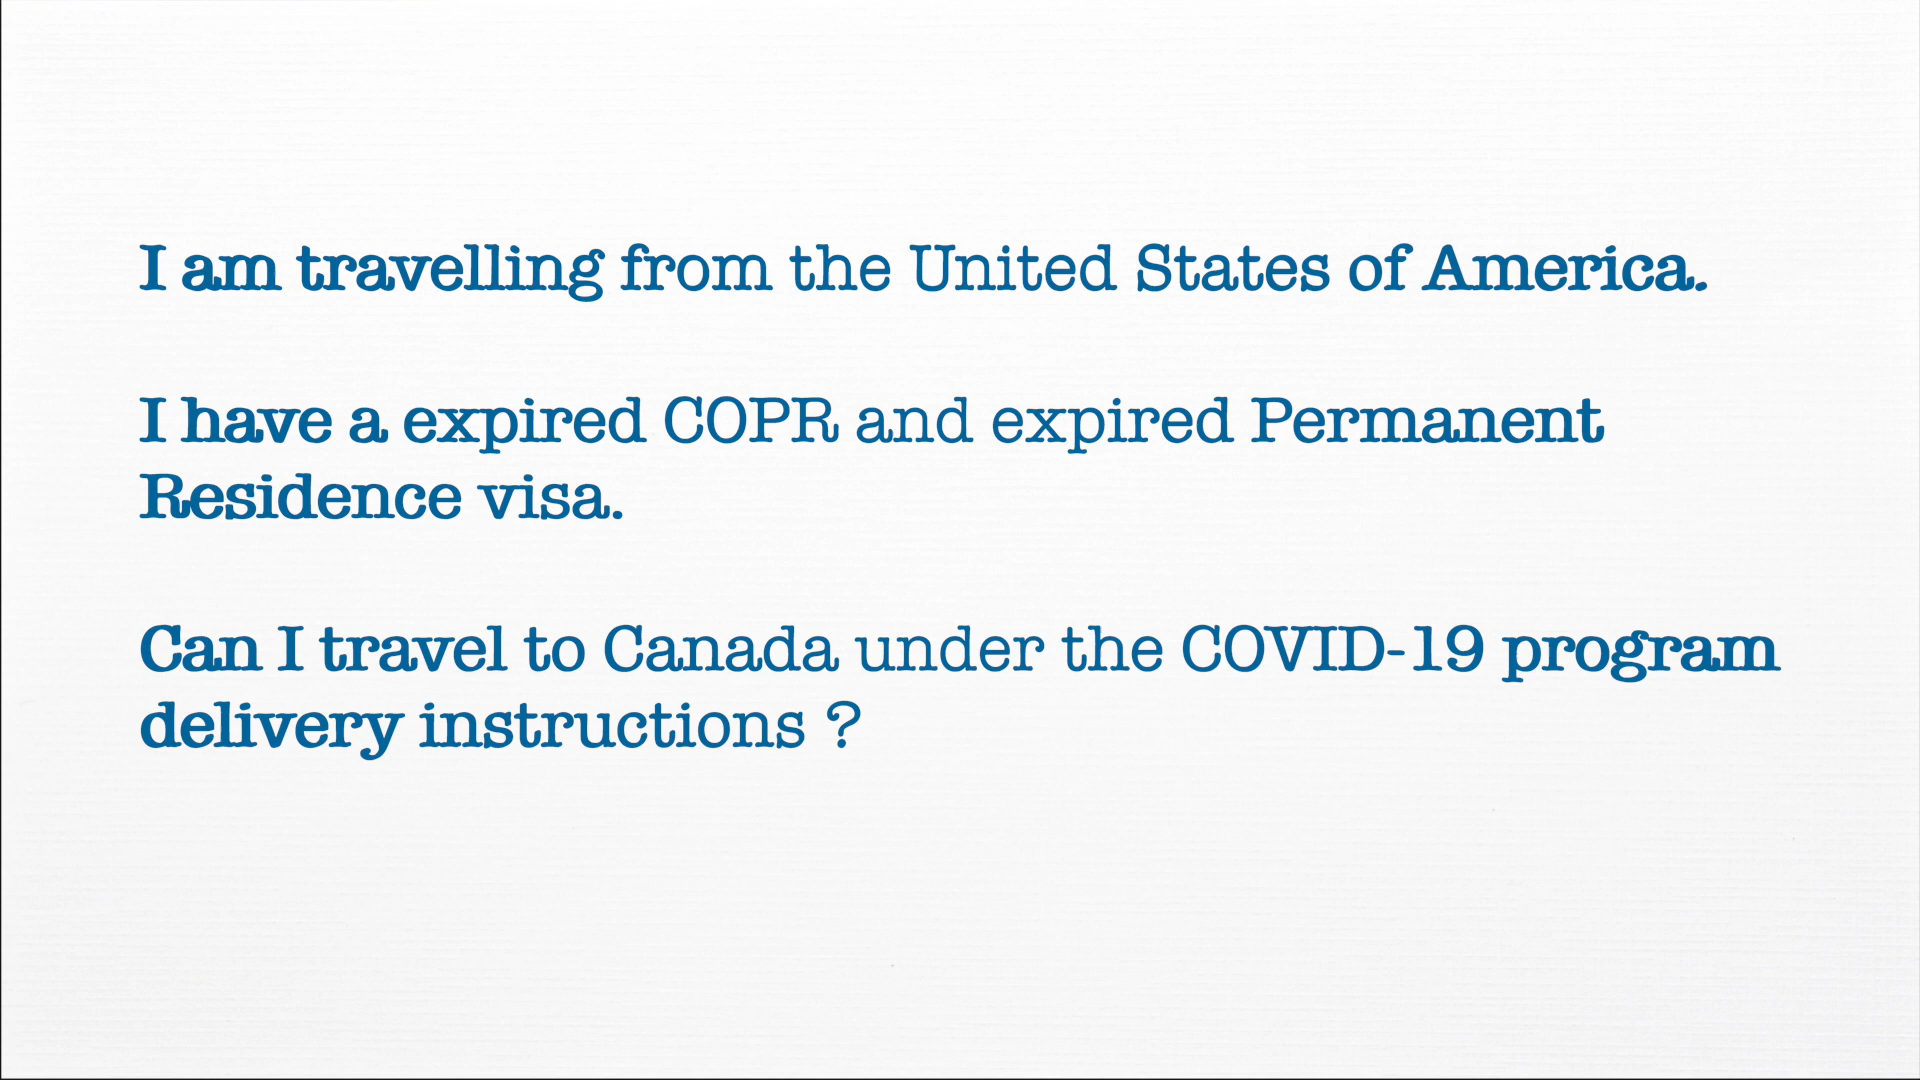 I am travelling from the United States of America.
I have a expired COPR and expired Permanent
Residence visa.
Can I travel to Canada under the COVID-19 program
delivery instructions ?